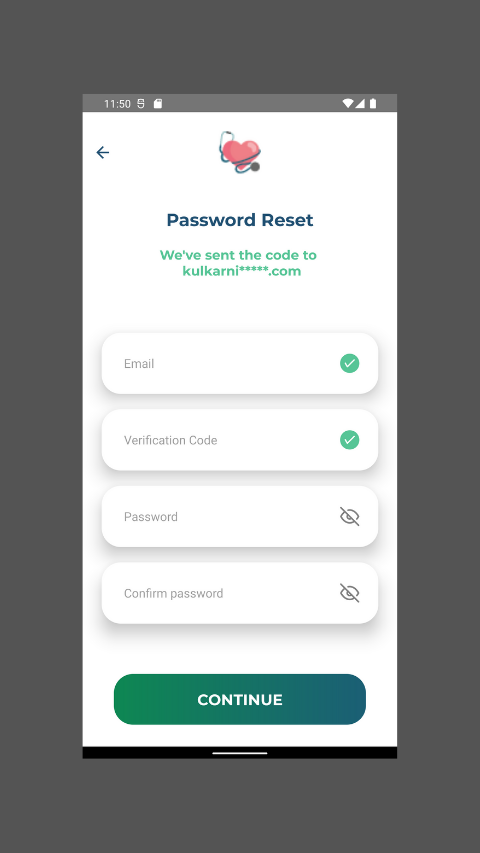 11:50
Password Reset
We've sent the code to
kulkarni*****.com
Email
Verification Code
Password
Confirm password
CONTINUE